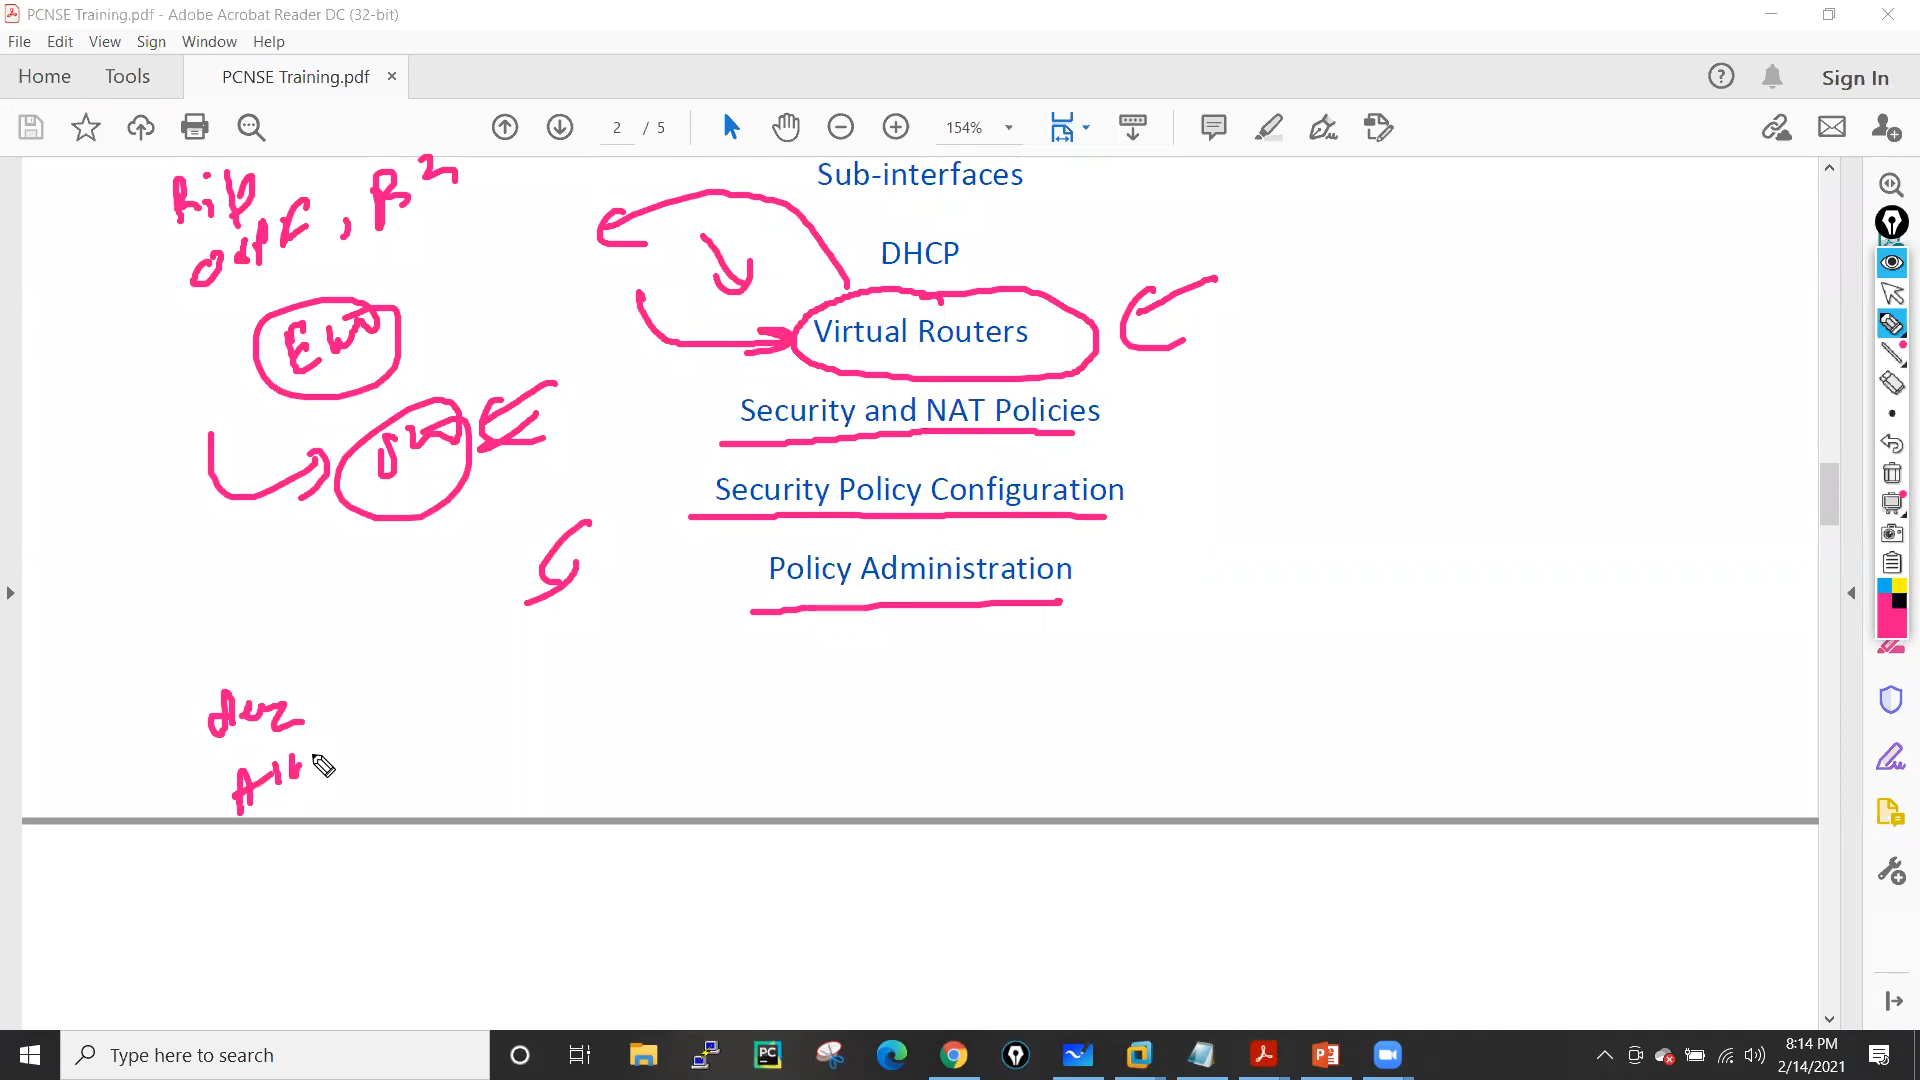 PCNSE Training.pdf - Adobe Acrobat Reader DC (32-bit)
File Edit View Sign Window Help
Home Tools PCNSE Training.pdf ×
? Sign In
2 / 5 154%
Sub-interfaces
Rip
DHCP
Virtual Routers
Security and NAT Policies
Security Policy Configuration
Policy Administration
Type here to search
PC
8:14 PM
2/14/2021